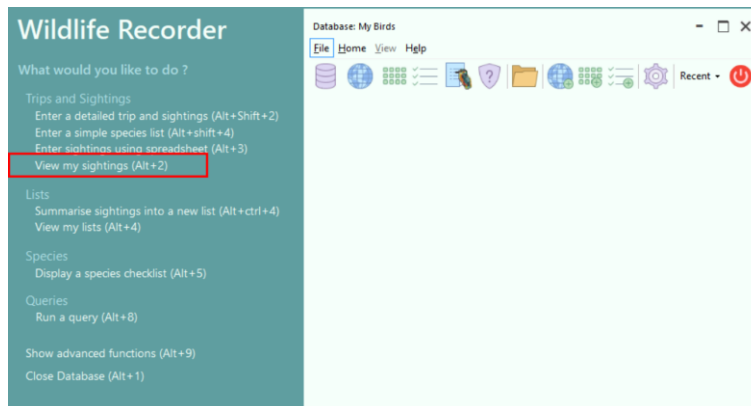 Wildlife Recorder
What would you like to do ?
Trips and Sightings
Enter a detailed trip and sightings (Alt+Shift+2)
Enter a simple species list (Alt+shift+4)
Enter sightings using spreadsheet (Alt+3)
View my sightings (Alt+2)
Lists
Summarise sightings into a new list (Alt+ctrl+4)
View my lists (Alt+4)
Species
Display a species checklist (Alt+5)
Queries
Run a query (Alt+8)
Show advanced functions (Alt+9)
Close Database (Alt+1)
Database: My Birds
File Home View Help
Recent